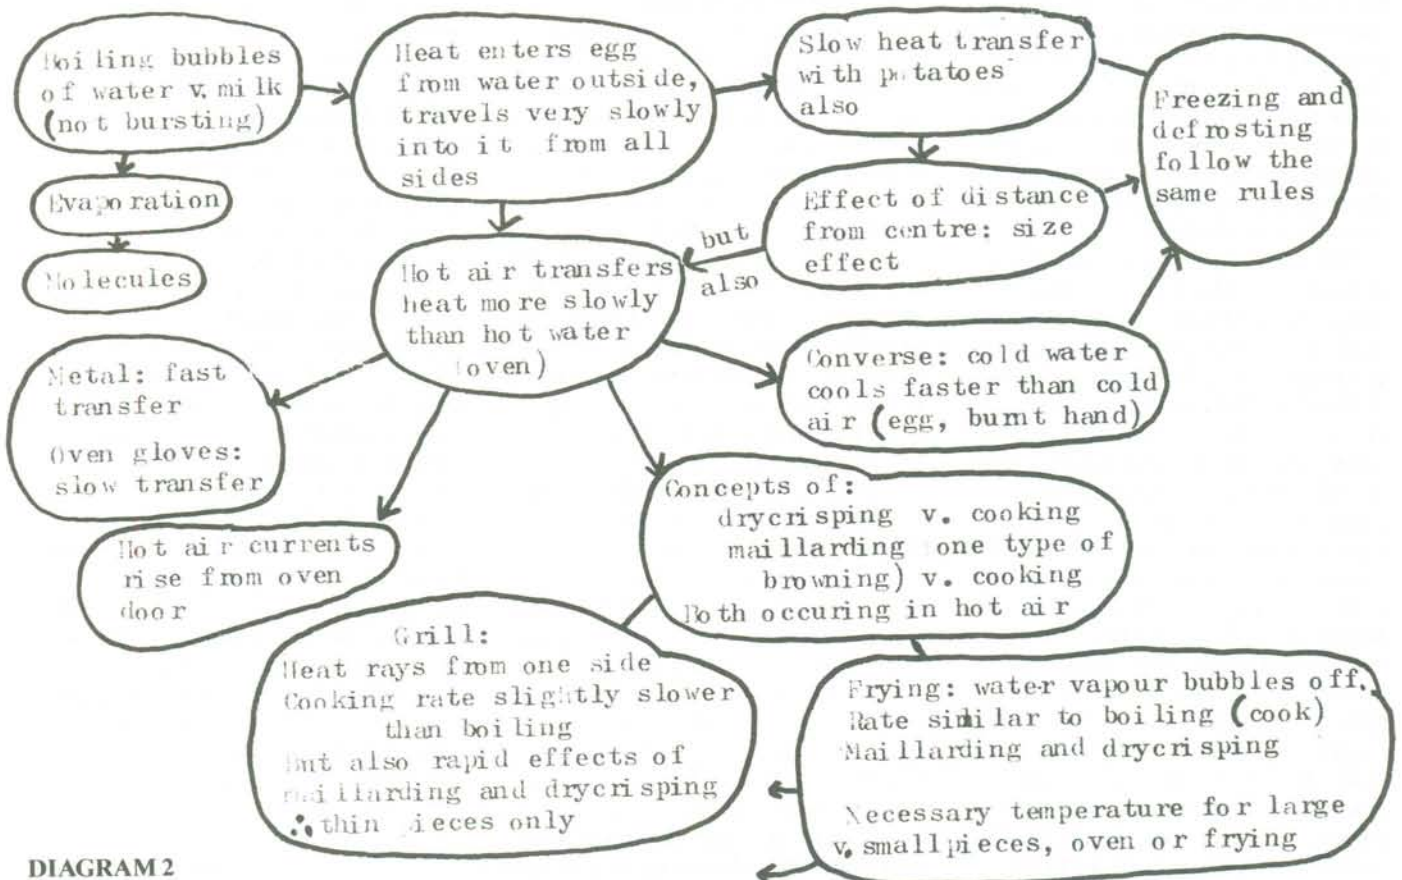 Boiling bubbles
of water v. milk
(not bursting)
Evaporation
Molecules
Heat enters egg
from water outside,
travels very slowly
into it from all
sides
Slow heat transfer
with potatoes
also
Freezing and
defrosting
follow the
same rules
Effect of distance
from centre: size
effect
but
also
Hot air transfers
heat more slowly
than hot water
oven)
Converse: cold water
cools faster than cold
air (egg, burnt hand)
Metal: fast
transfer
Oven gloves:
slow transfer
Hot air currents
rise from oven
door
Concepts of:
drycrisping v. cooking
maillarding one type of
browning) v. cooking
Both occuring in hot air
Grill:
Heat rays from one side
Cooking rate slightly slower
than boiling
But also rapid effects of
maillarding and drycrisping
∴ thin pieces only
Frying: water vapour bubbles off.
Rate similar to boiling (cook)
Maillarding and drycrisping
Necessary temperature for large
v. small pieces, oven or frying
DIAGRAM 2